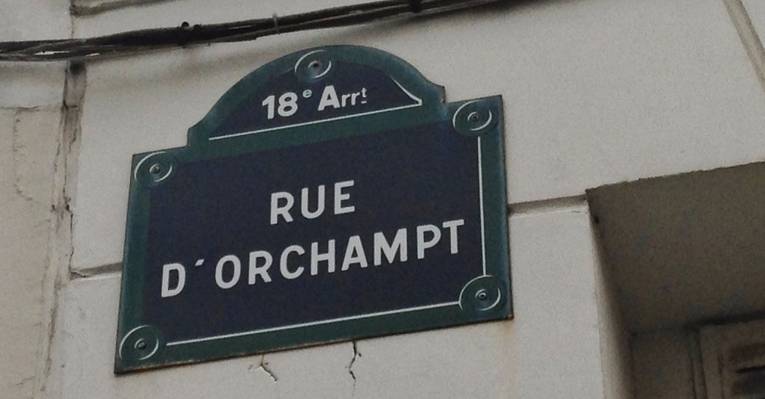 18e Arrt
RUE
D'ORCHAMPT